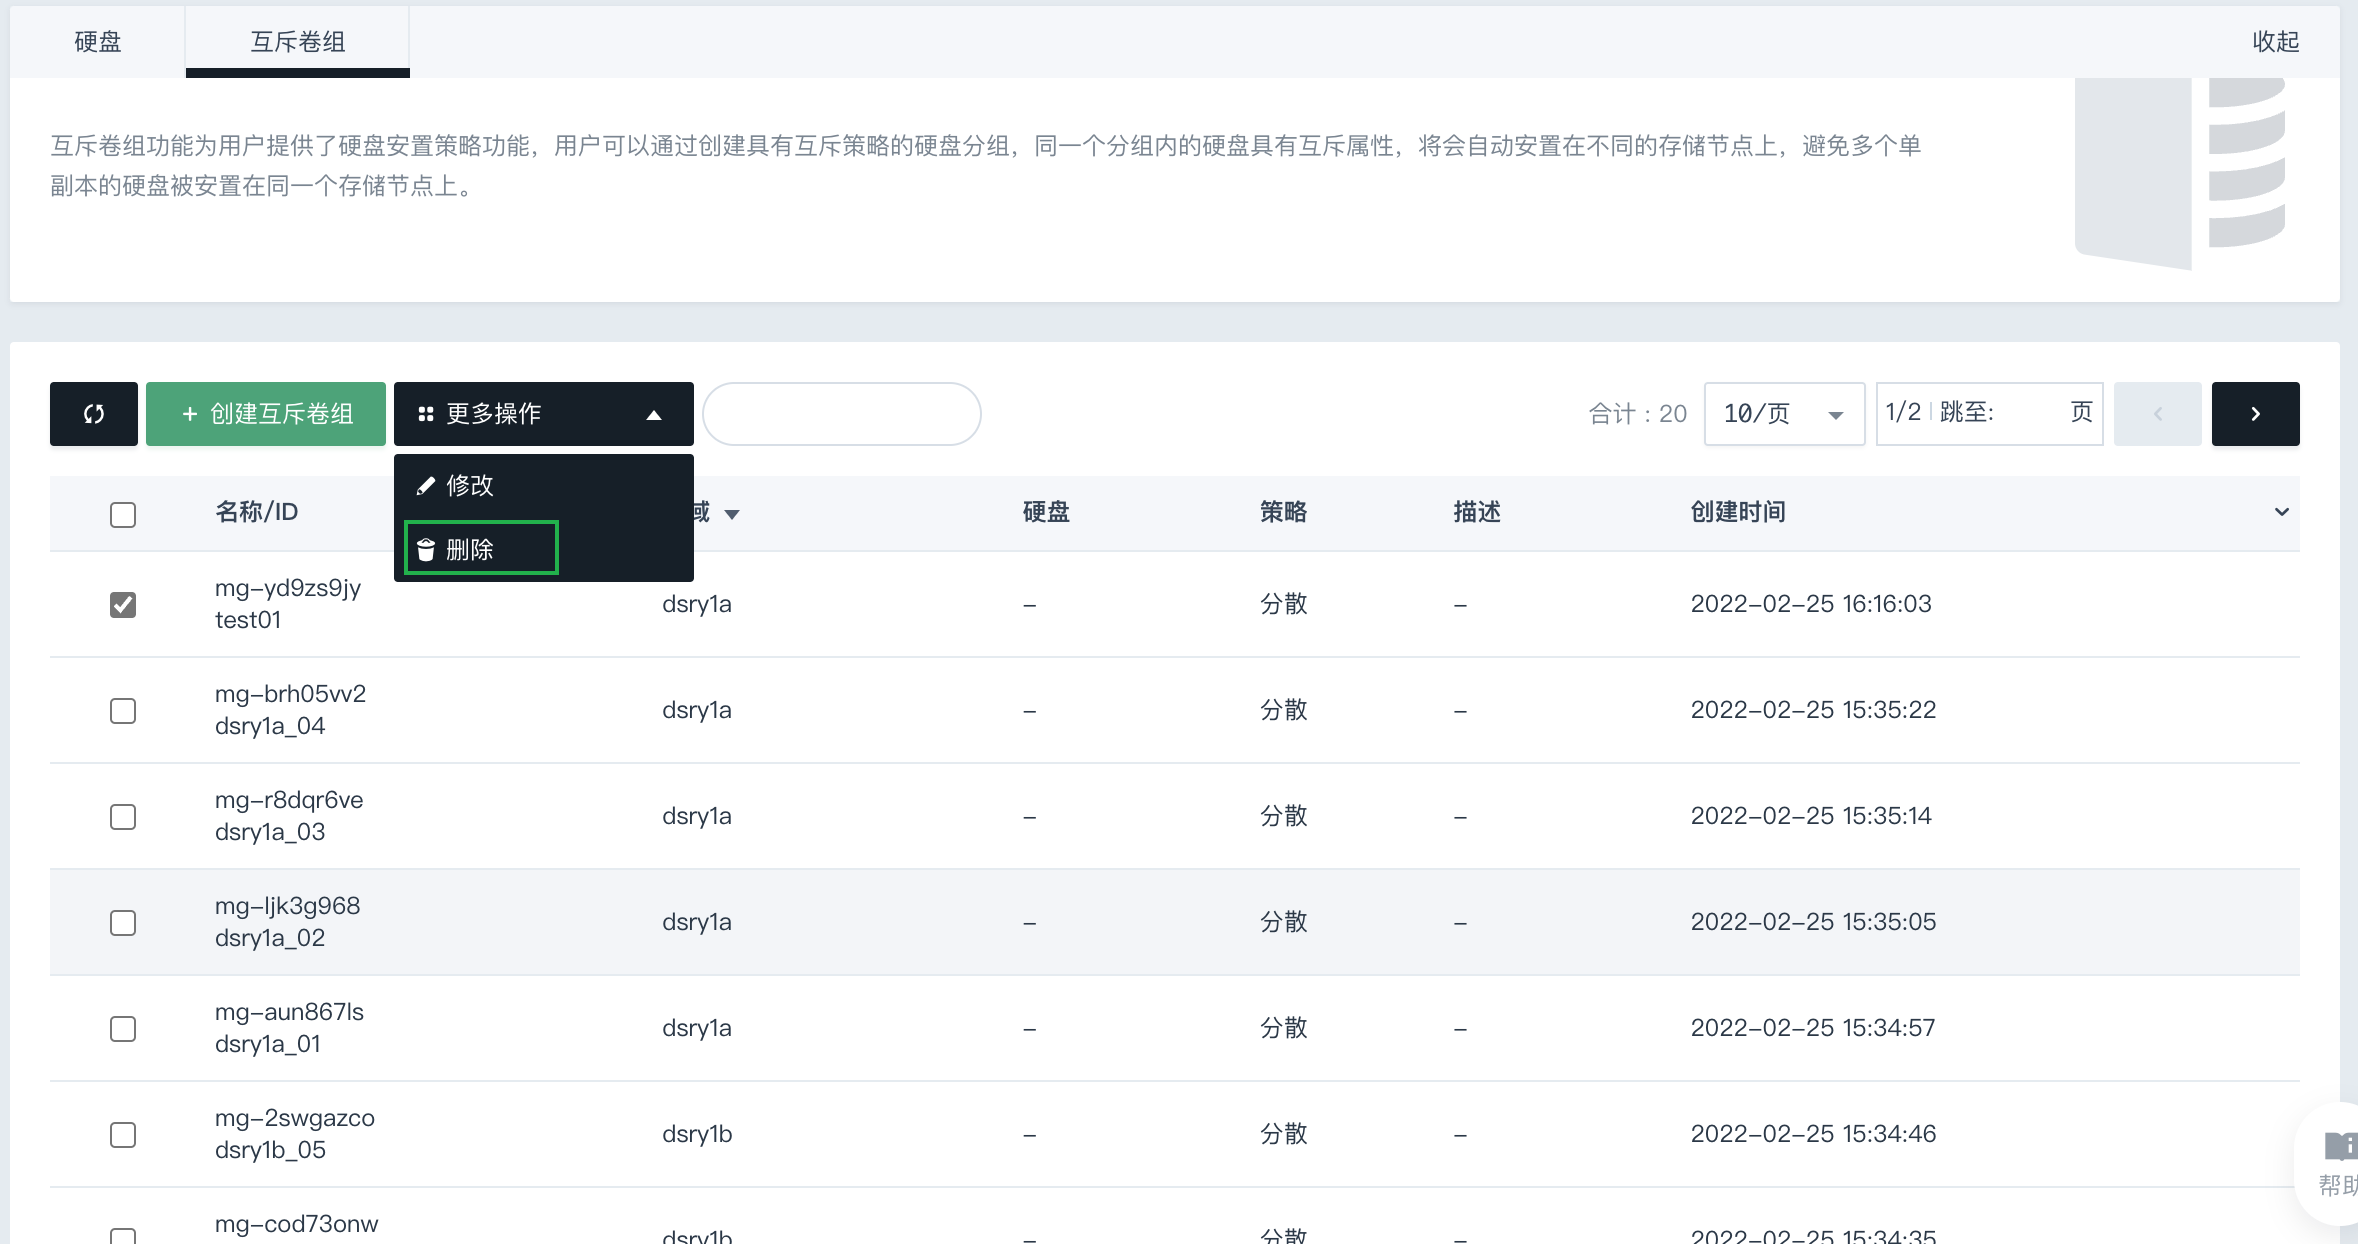 硬盘
互斥卷组
收起
互斥卷组功能为用户提供了硬盘安置策略功能，用户可以通过创建具有互斥策略的硬盘分组，同一个分组内的硬盘具有互斥属性，将会自动安置在不同的存储节点上，避免多个单
副本的硬盘被安置在同一个存储节点上。
+ 创建互斥卷组
更多操作
合计：20
10/页
1/2 跳至: 页
修改
删除
名称/ID
域
硬盘
策略
描述
创建时间
mg-yd9zs9jy
test01
dsry1a
-
分散
-
2022-02-25 16:16:03
mg-brh05vv2
dsry1a_04
dsry1a
-
分散
-
2022-02-25 15:35:22
mg-r8dqr6ve
dsry1a_03
dsry1a
-
分散
-
2022-02-25 15:35:14
mg-ljk3g968
dsry1a_02
dsry1a
-
分散
-
2022-02-25 15:35:05
mg-aun867ls
dsry1a_01
dsry1a
-
分散
-
2022-02-25 15:34:57
mg-2swgazco
dsry1b_05
dsry1b
-
分散
-
2022-02-25 15:34:46
mg-cod73onw
dsry1b
-
分散
-
2022-02-25 15:34:35
帮助